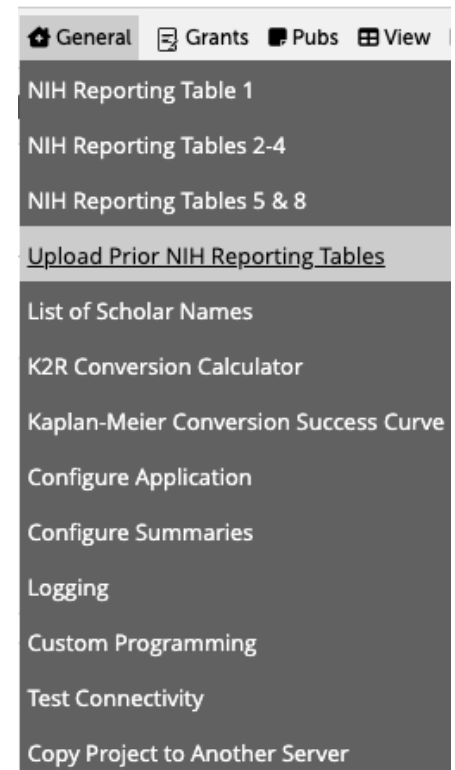 General Grants Pubs View
NIH Reporting Table 1
NIH Reporting Tables 2-4
NIH Reporting Tables 5 & 8
Upload Prior NIH Reporting Tables
List of Scholar Names
K2R Conversion Calculator
Kaplan-Meier Conversion Success Curve
Configure Application
Configure Summaries
Logging
Custom Programming
Test Connectivity
Copy Project to Another Server